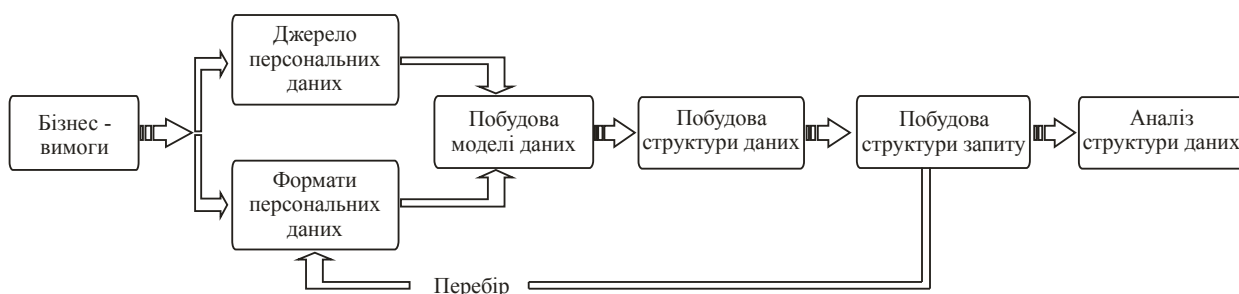 Бізнес -
вимоги
Джерело
персональних
даних
Формати
персональних
даних
Побудова
моделі даних
Побудова
структури даних
Побудова
структури запиту
Аналіз
структури даних
Перебір